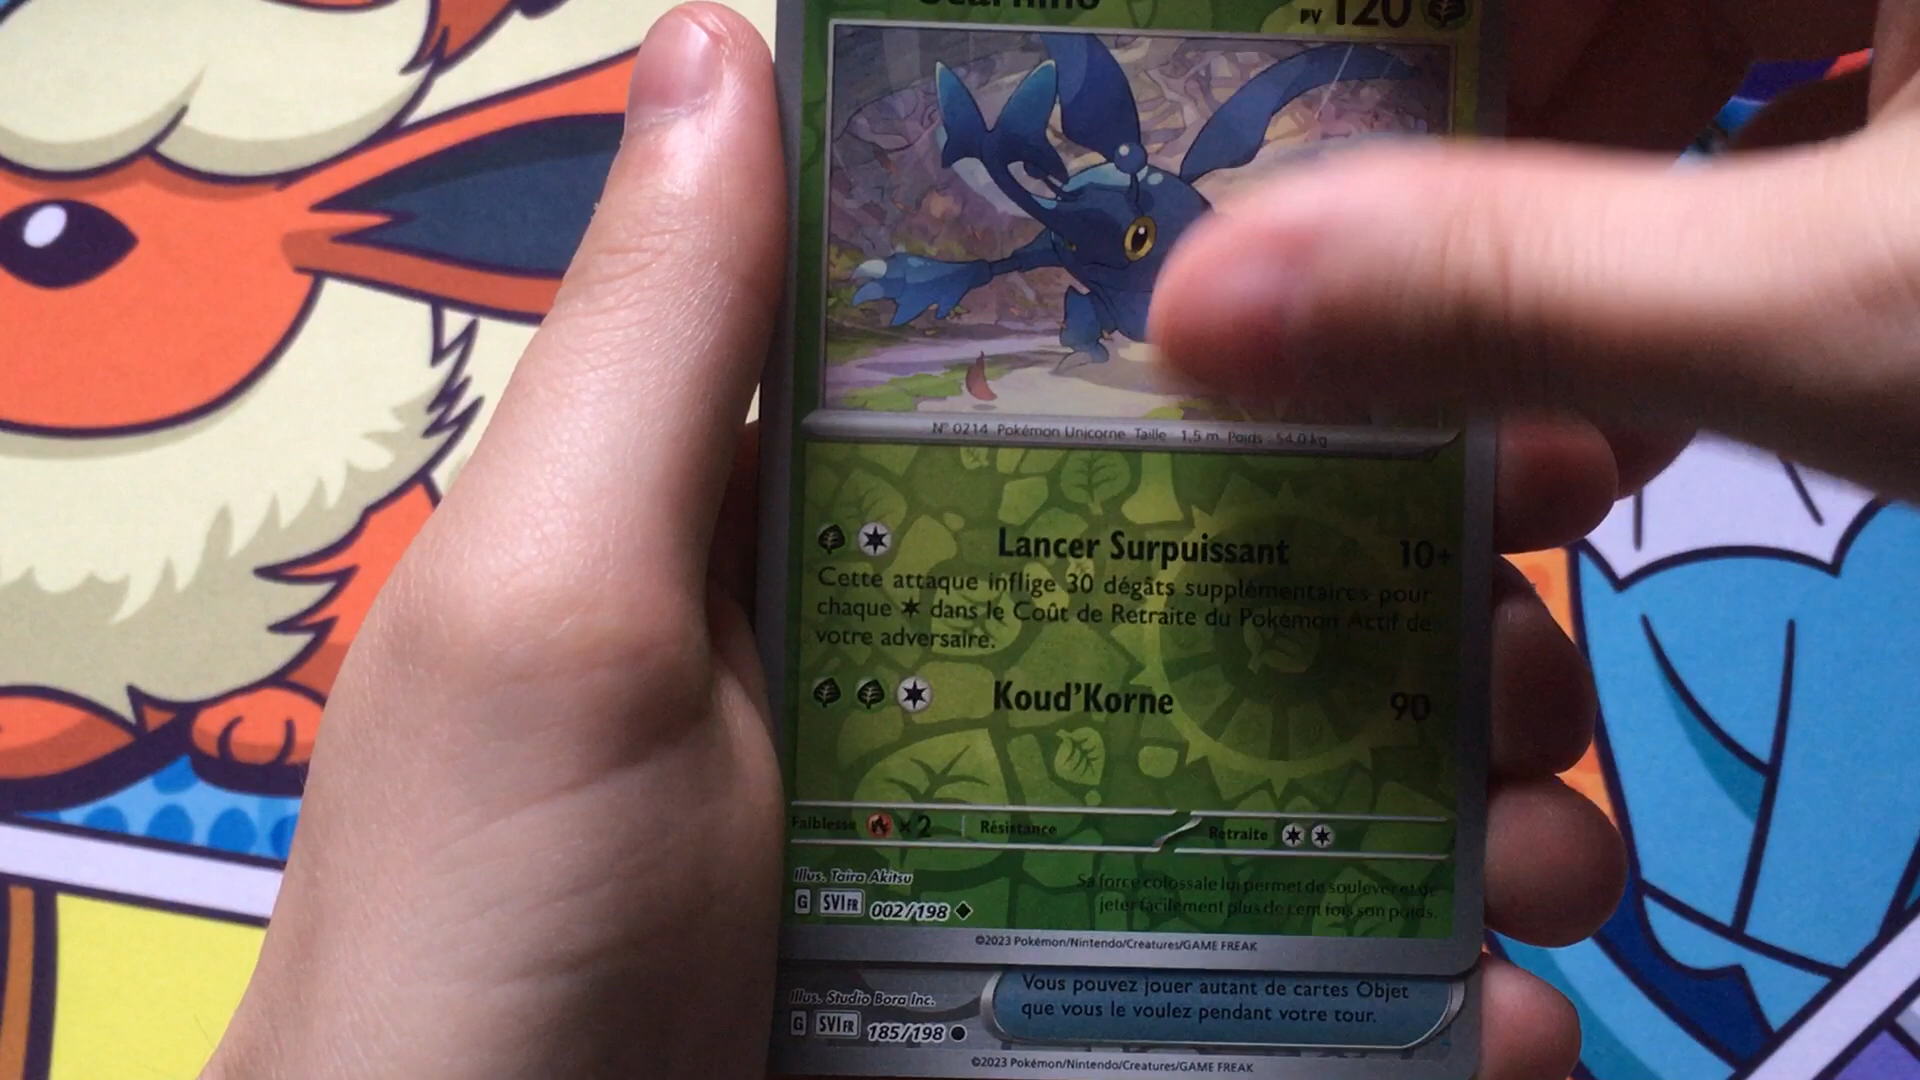 Scarhino PV 120
N° 0214 Pokémon Unicorne Taille : 1,5 m Poids : 54,0 kg
Lancer Surpuissant 10+
Cette attaque inflige 30 dégâts supplémentaires pour
chaque dans le Coût de Retraite du Pokémon Actif de
votre adversaire.
Koud'Korne 90
Faiblesse ×2 Résistance Retraite
Illus. Taira Akitsu
Sa force colossale lui permet de soulever et de
jeter facilement plus de cent fois son poids.
G SVI FR 002/198
©2023 Pokémon/Nintendo/Creatures/GAME FREAK
Illus. Studio Bora Inc.
Vous pouvez jouer autant de cartes Objet
que vous le voulez pendant votre tour.
G SVI FR 185/198
©2023 Pokémon/Nintendo/Creatures/GAME FREAK